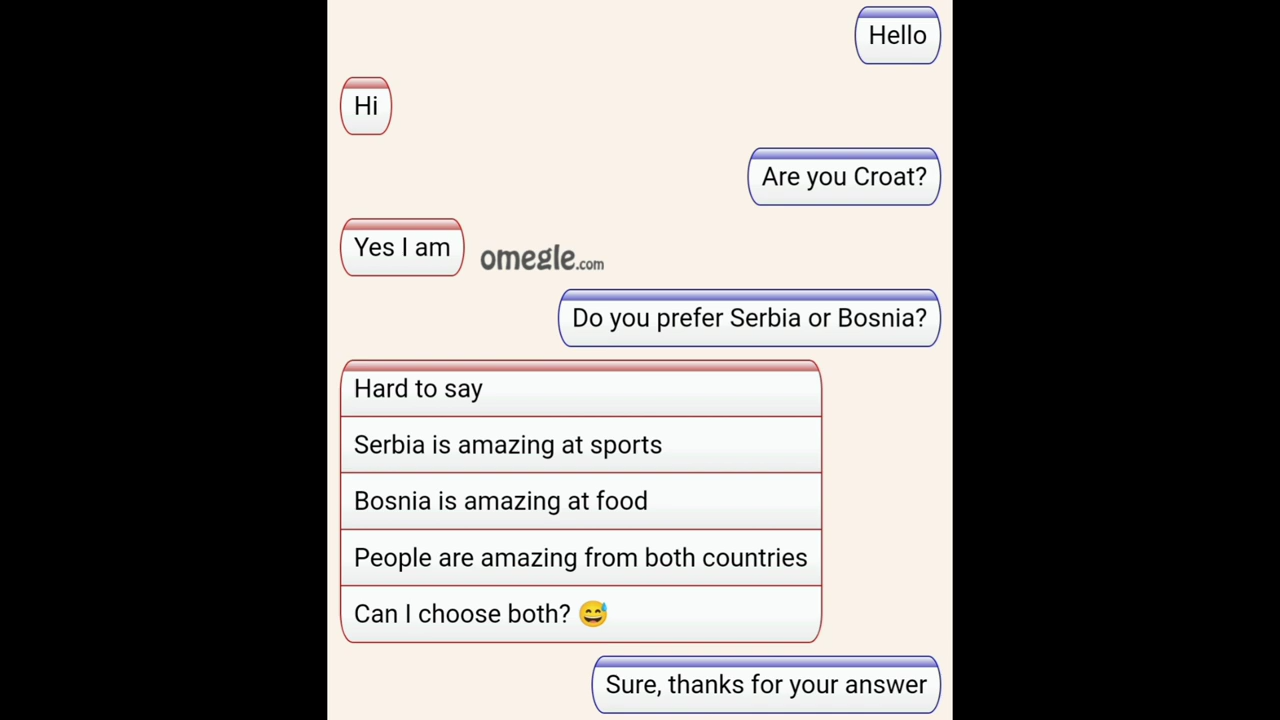 Hello
Hi
Are you Croat?
Yes I am
omegle.com
Do you prefer Serbia or Bosnia?
Hard to say
Serbia is amazing at sports
Bosnia is amazing at food
People are amazing from both countries
Can I choose both? 😅
Sure, thanks for your answer